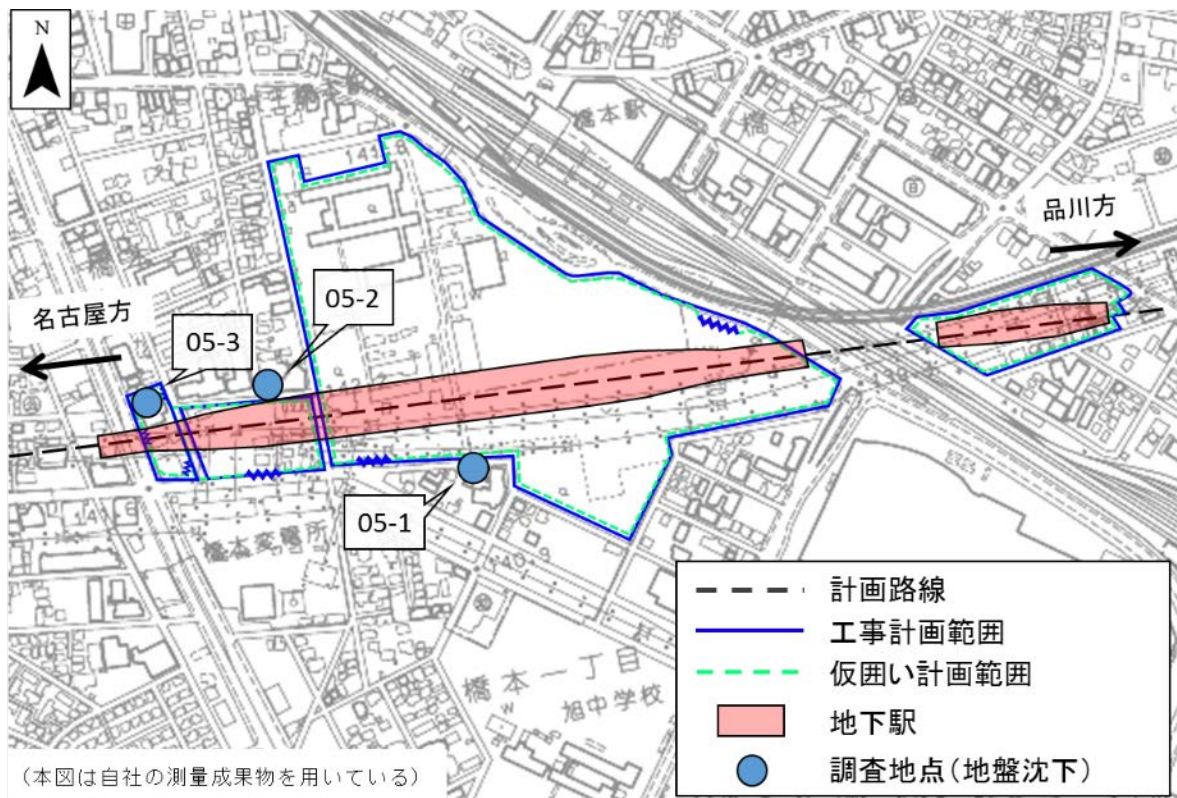 N
橋本駅
橋本
品川方
05-2
名古屋方
05-3
05-1
橋本変電所
140
橋本一丁目
旭中学校
計画路線
工事計画範囲
仮囲い計画範囲
地下駅
調査地点（地盤沈下）
（本図は自社の測量成果物を用いている）